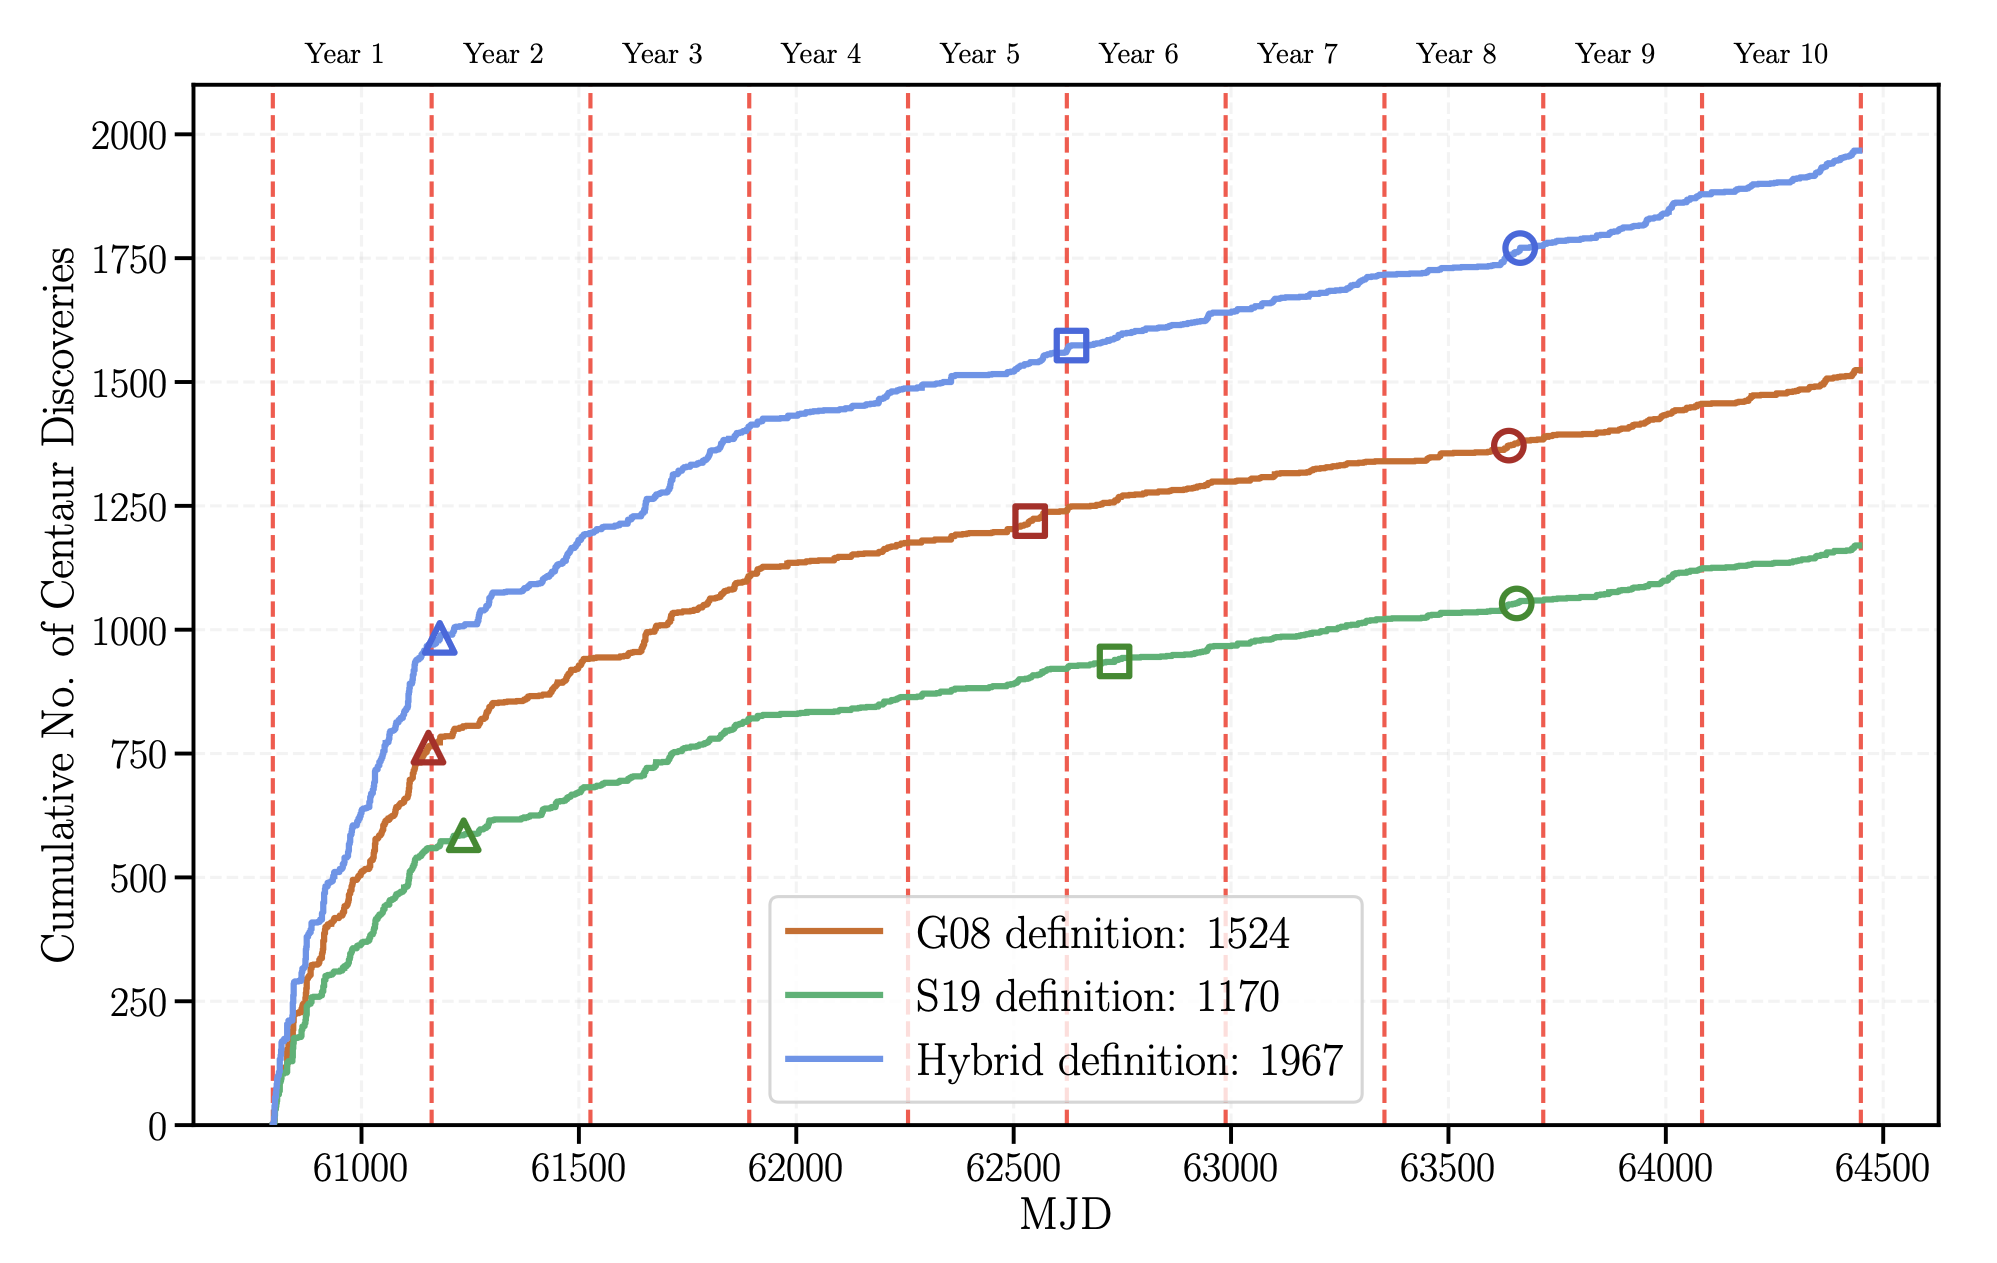 Year 1 Year 2 Year 3 Year 4 Year 5 Year 6 Year 7 Year 8 Year 9 Year 10
Cumulative No. of Centaur Discoveries
2000
1750
1500
1250
1000
750
500
250
0
G08 definition: 1524
S19 definition: 1170
Hybrid definition: 1967
61000 61500 62000 62500 63000 63500 64000 64500
MJD